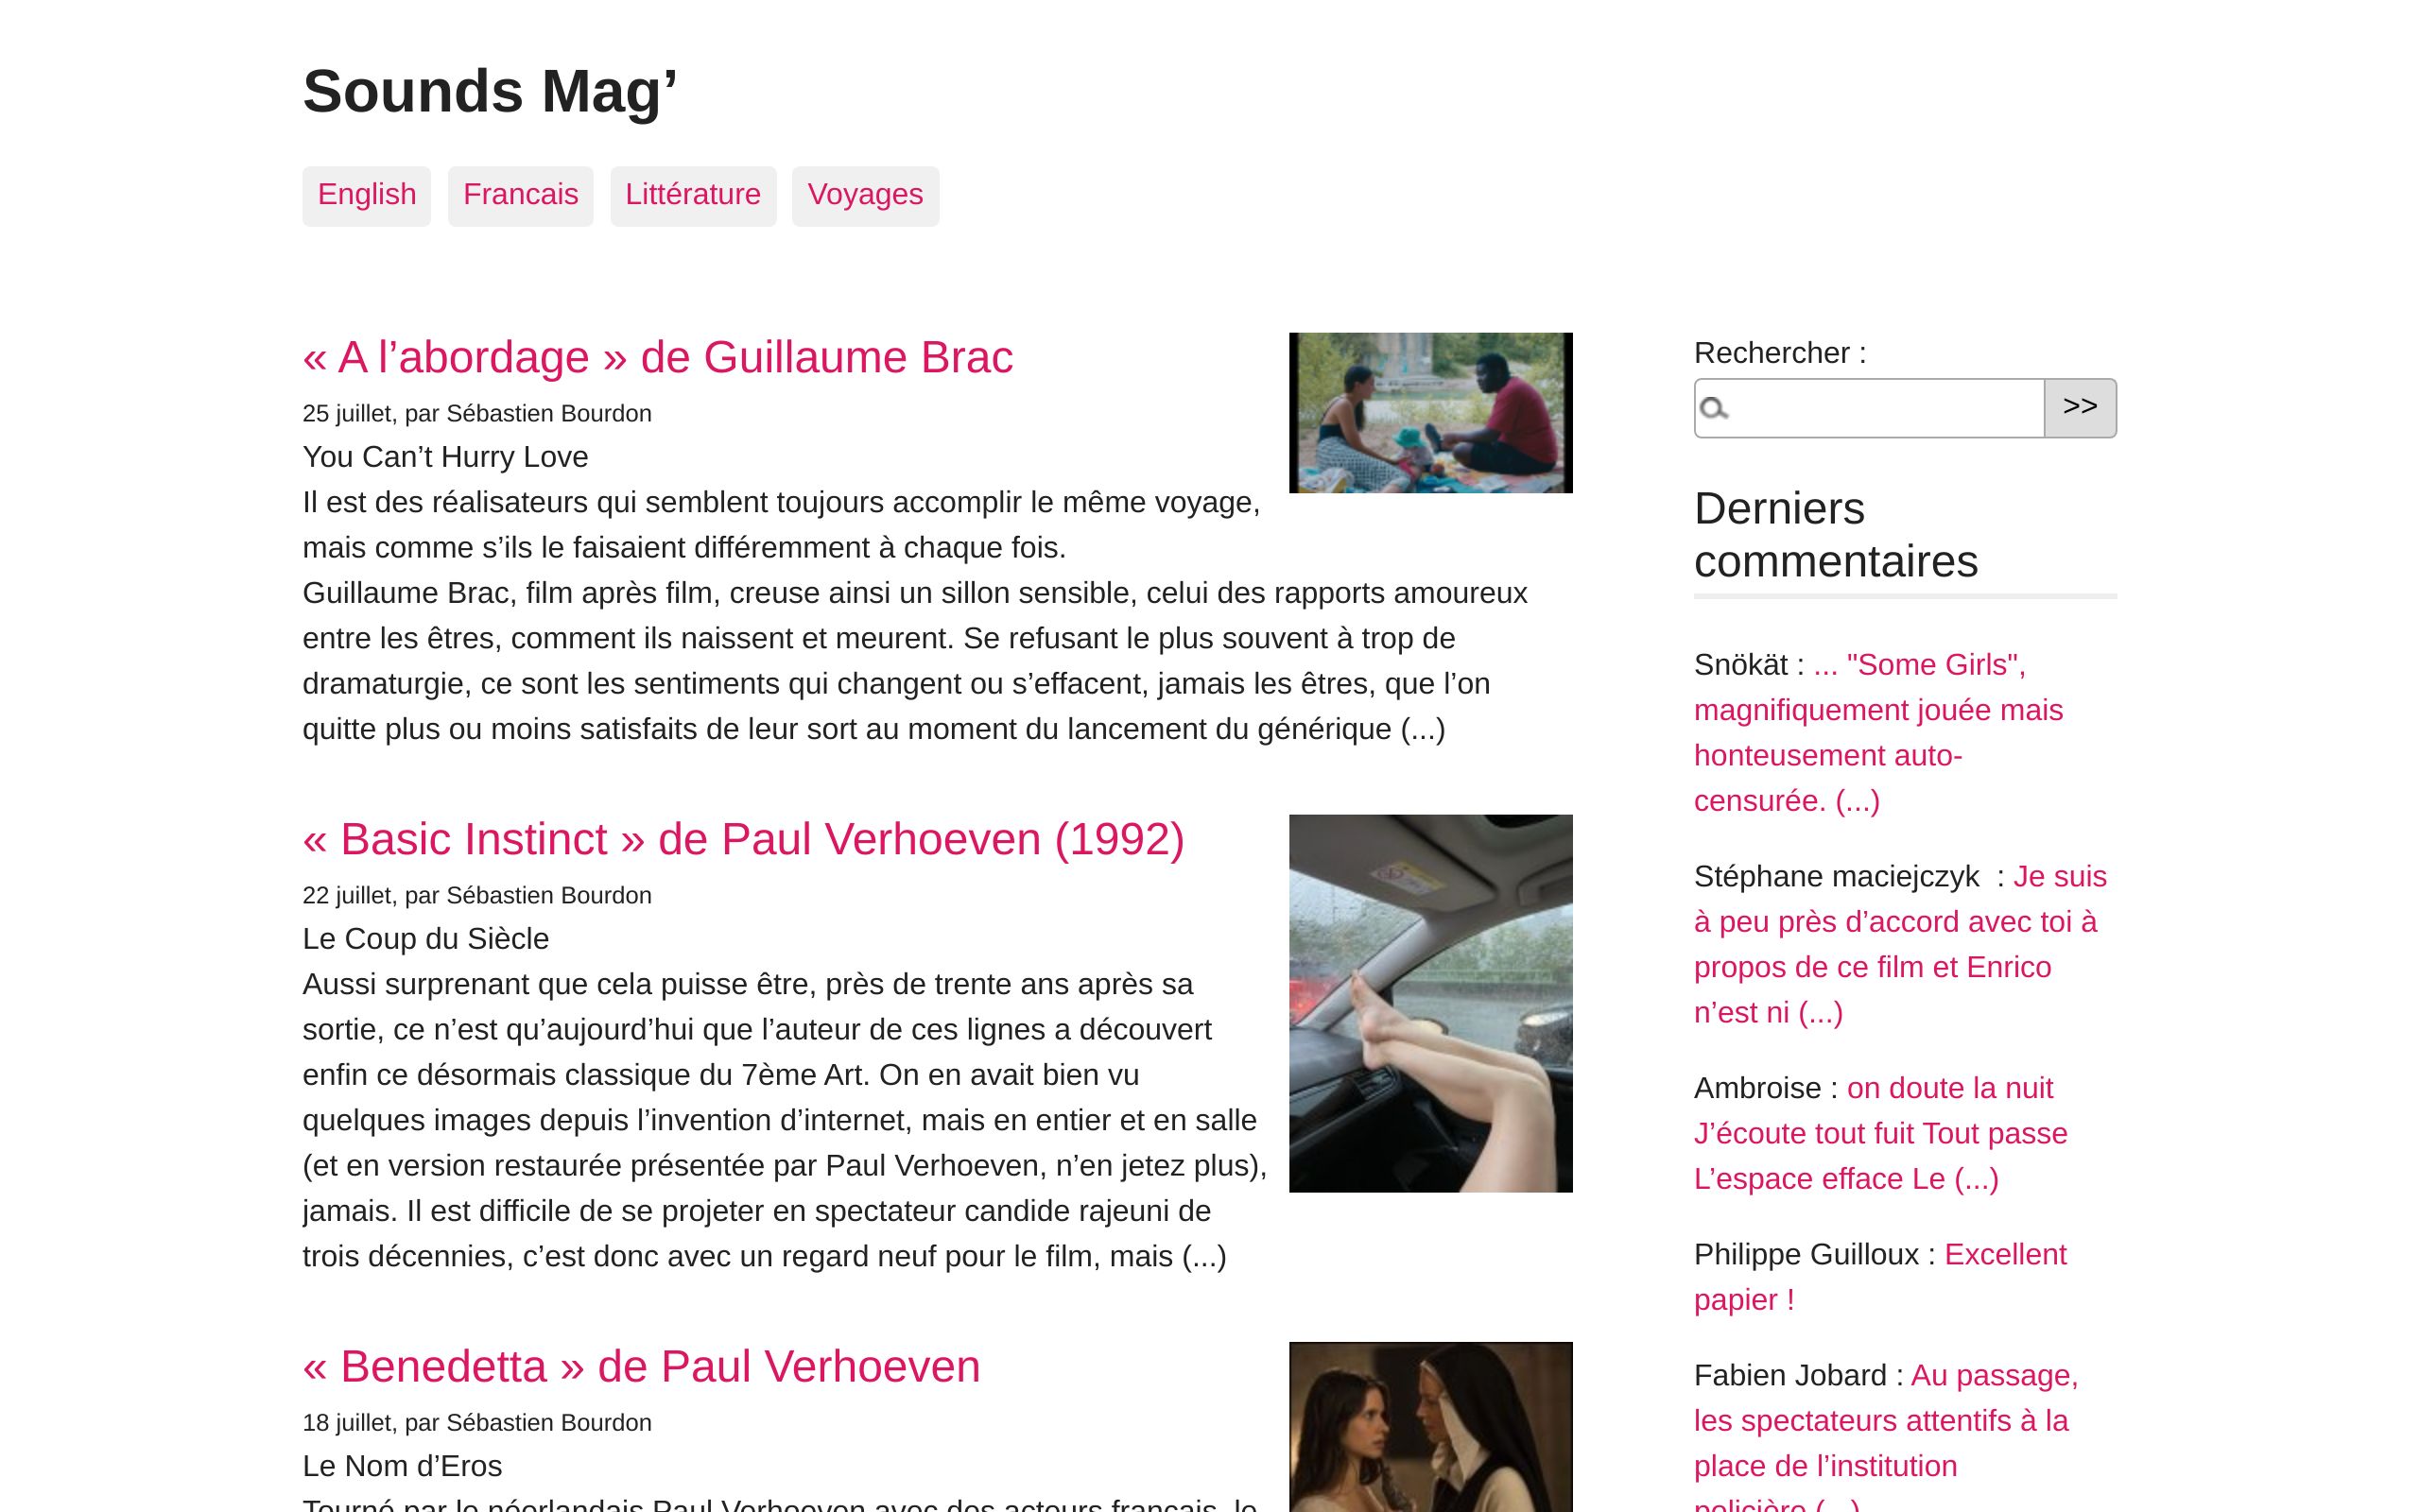 Sounds Mag’
English
Francais
Littérature
Voyages
« A l’abordage » de Guillaume Brac
25 juillet, par Sébastien Bourdon
You Can’t Hurry Love
Il est des réalisateurs qui semblent toujours accomplir le même voyage,
mais comme s’ils le faisaient différemment à chaque fois.
Guillaume Brac, film après film, creuse ainsi un sillon sensible, celui des rapports amoureux
entre les êtres, comment ils naissent et meurent. Se refusant le plus souvent à trop de
dramaturgie, ce sont les sentiments qui changent ou s’effacent, jamais les êtres, que l’on
quitte plus ou moins satisfaits de leur sort au moment du lancement du générique (...)
« Basic Instinct » de Paul Verhoeven (1992)
22 juillet, par Sébastien Bourdon
Le Coup du Siècle
Aussi surprenant que cela puisse être, près de trente ans après sa
sortie, ce n’est qu’aujourd’hui que l’auteur de ces lignes a découvert
enfin ce désormais classique du 7ème Art. On en avait bien vu
quelques images depuis l’invention d’internet, mais en entier et en salle
(et en version restaurée présentée par Paul Verhoeven, n’en jetez plus),
jamais. Il est difficile de se projeter en spectateur candide rajeuni de
trois décennies, c’est donc avec un regard neuf pour le film, mais (...)
« Benedetta » de Paul Verhoeven
18 juillet, par Sébastien Bourdon
Le Nom d’Eros
Tourné par le néerlandais Paul Verhoeven avec des acteurs français, le
Rechercher :
>>
Derniers
commentaires
Snökät : ... "Some Girls",
magnifiquement jouée mais
honteusement auto-
censurée. (...)
Stéphane maciejczyk  : Je suis
à peu près d’accord avec toi à
propos de ce film et Enrico
n’est ni (...)
Ambroise : on doute la nuit
J’écoute tout fuit Tout passe
L’espace efface Le (...)
Philippe Guilloux : Excellent
papier !
Fabien Jobard : Au passage,
les spectateurs attentifs à la
place de l’institution
policière (...)